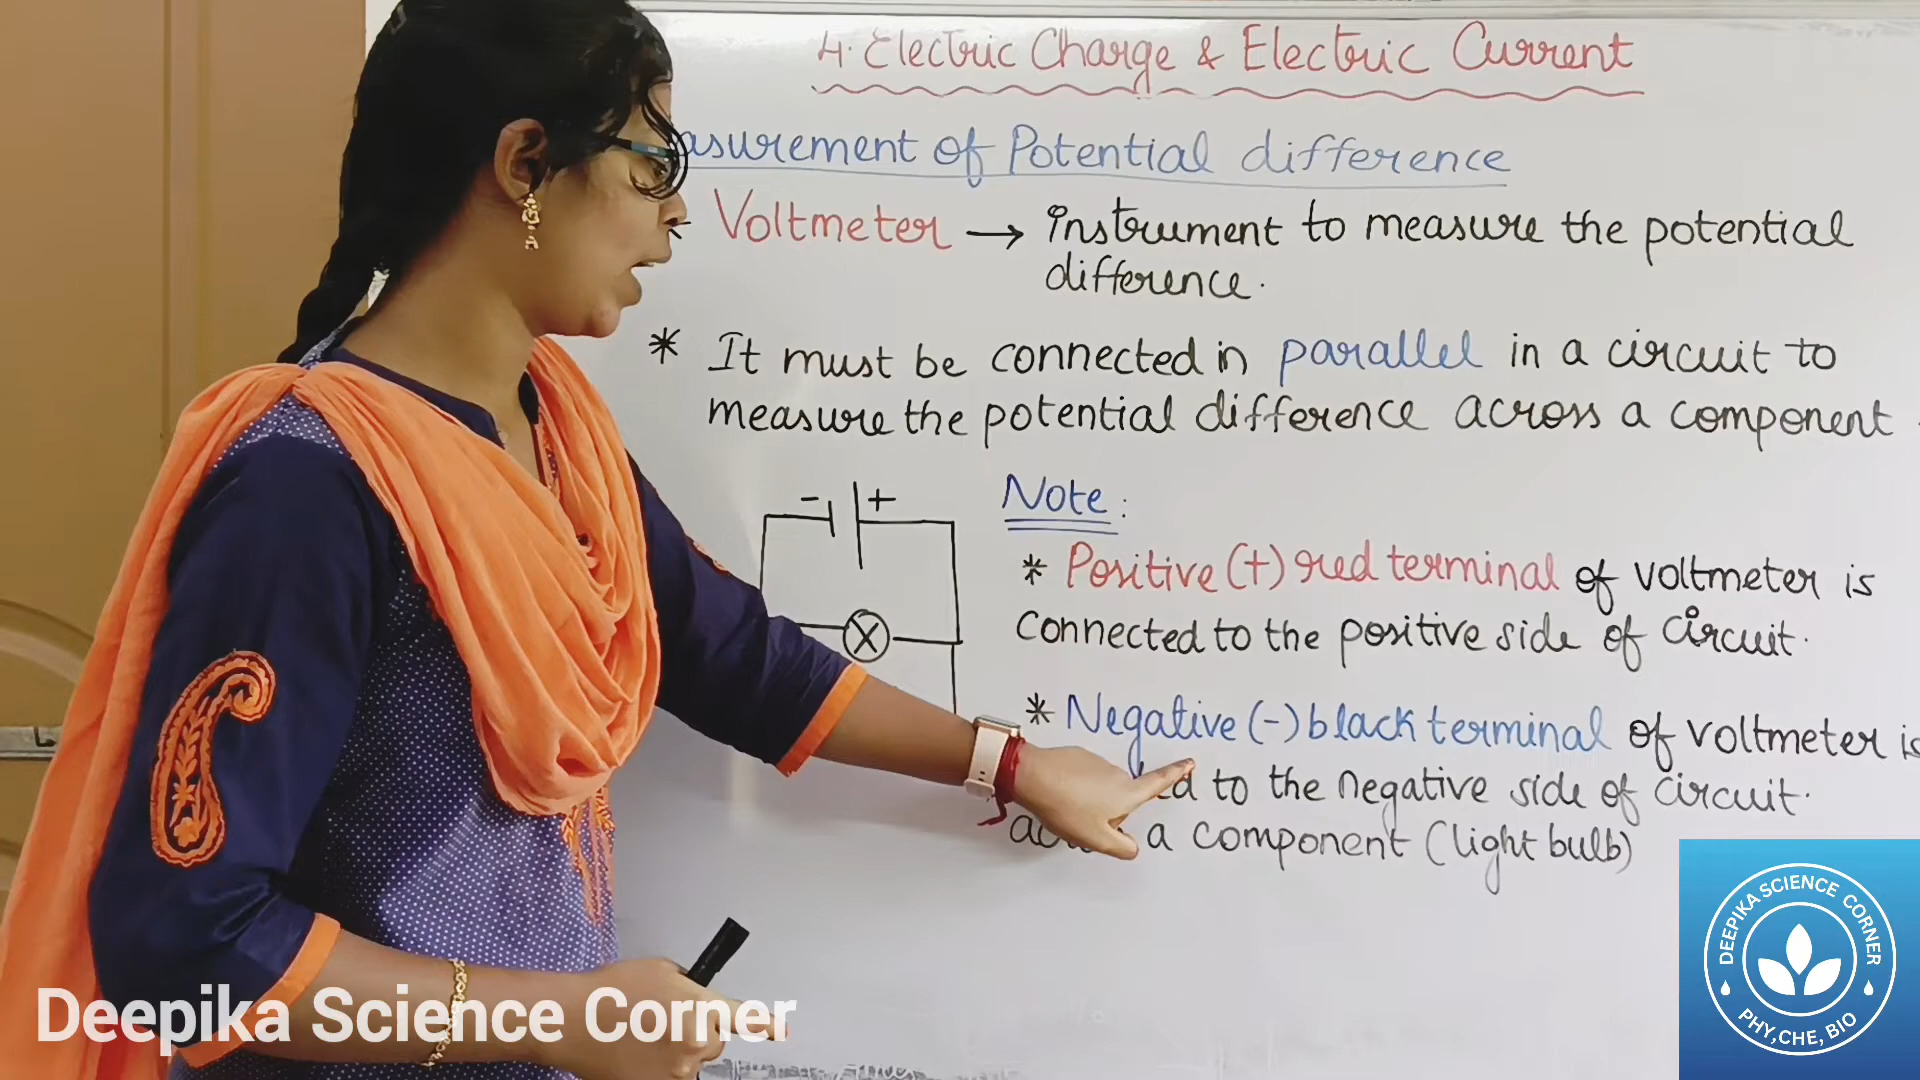 4. Electric Charge & Electric Current
asurement of Potential difference
* Voltmeter → Instrument to measure the potential
difference.
* It must be connected in parallel in a circuit to
measure the potential difference across a component
- +
Note:
* Positive (+) red terminal of voltmeter is
connected to the positive side of circuit.
* Negative (-) black terminal of voltmeter is
ed to the negative side of circuit.
a component (light bulb)
Deepika Science Corner
DEEPIKA SCIENCE CORNER
PHY,CHE, BIO